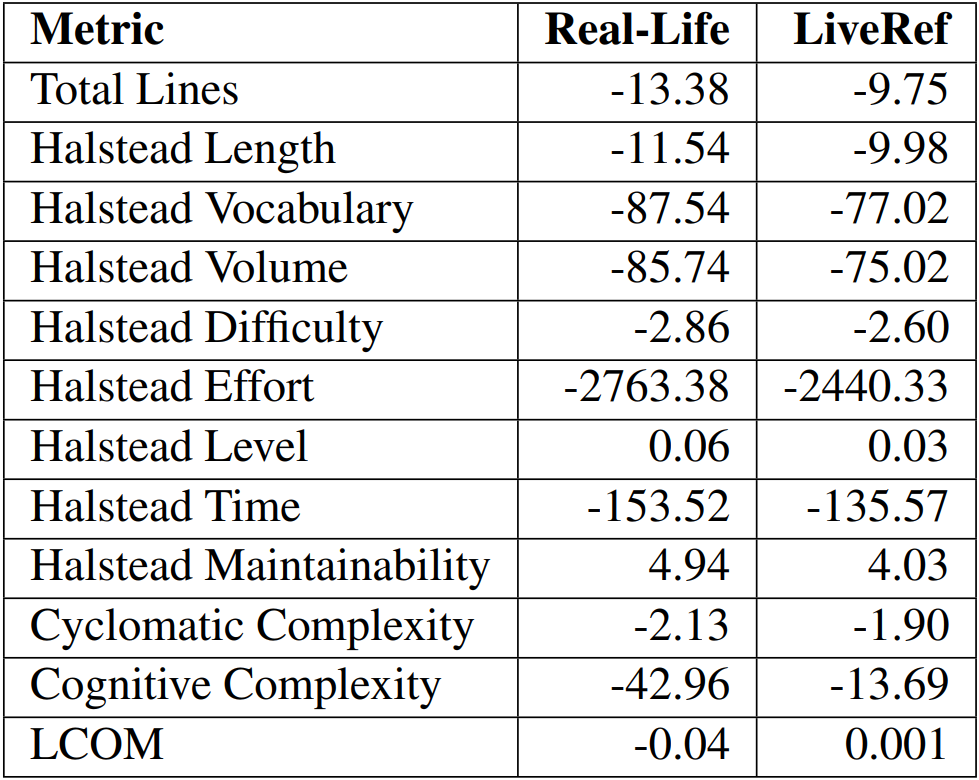 Metric Real-Life LiveRef
Total Lines -13.38 -9.75
Halstead Length -11.54 -9.98
Halstead Vocabulary -87.54 -77.02
Halstead Volume -85.74 -75.02
Halstead Difficulty -2.86 -2.60
Halstead Effort -2763.38 -2440.33
Halstead Level 0.06 0.03
Halstead Time -153.52 -135.57
Halstead Maintainability 4.94 4.03
Cyclomatic Complexity -2.13 -1.90
Cognitive Complexity -42.96 -13.69
LCOM -0.04 0.001